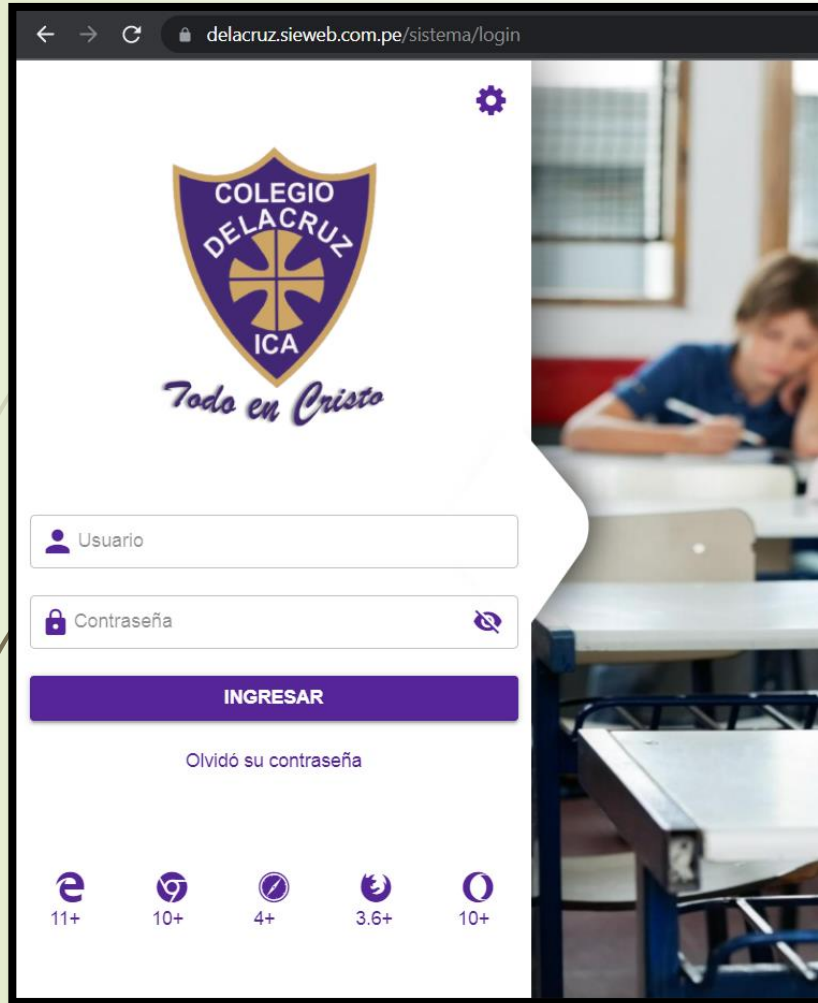 delacruz.sieweb.com.pe/sistema/login
COLEGIO
DELACRUZ
ICA
Todo en Cristo
Usuario
Contraseña
INGRESAR
Olvidó su contraseña
11+ 10+ 4+ 3.6+ 10+